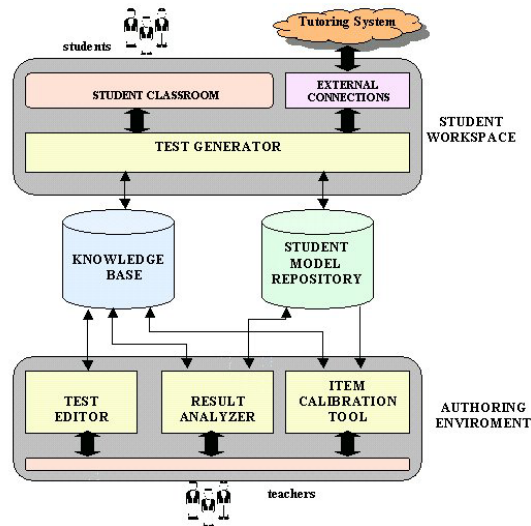 students
Tutoring System
STUDENT CLASSROOM
EXTERNAL
CONNECTIONS
TEST GENERATOR
STUDENT
WORKSPACE
KNOWLEDGE
BASE
STUDENT
MODEL
REPOSITORY
TEST
EDITOR
RESULT
ANALYZER
ITEM
CALIBRATION
TOOL
AUTHORING
ENVIROMENT
teachers